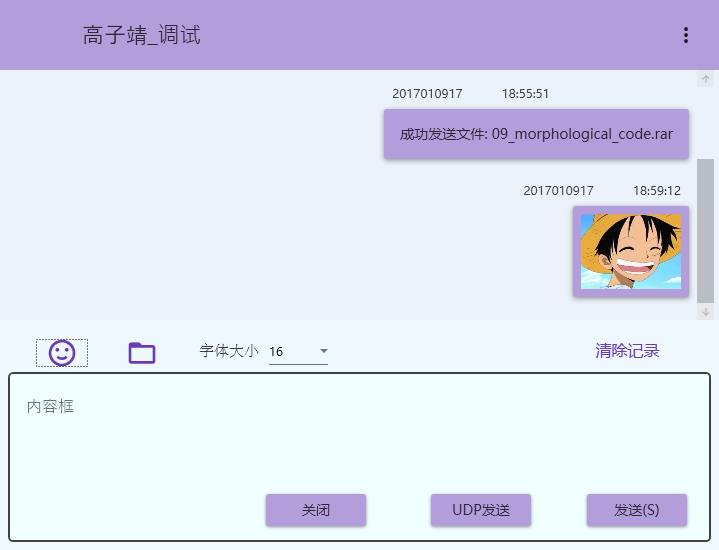 高子靖_调试
2017010917 18:55:51
成功发送文件: 09_morphological_code.rar
2017010917 18:59:12
字体大小 16 清除记录
内容框
关闭 UDP发送 发送(S)